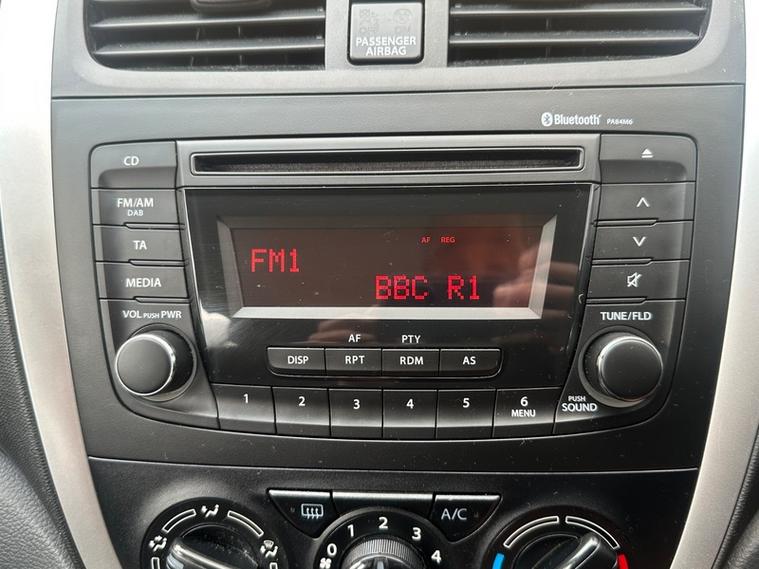 PASSENGER
AIRBAG
Bluetooth PA84M6
CD
FM/AM
DAB
TA
MEDIA
VOL PUSH PWR
AF REG
FM1
BBC R1
TUNE/FLD
AF PTY
DISP RPT RDM AS
1 2 3 4 5 6
MENU
PUSH
SOUND
A/C
0 1 2 3 4